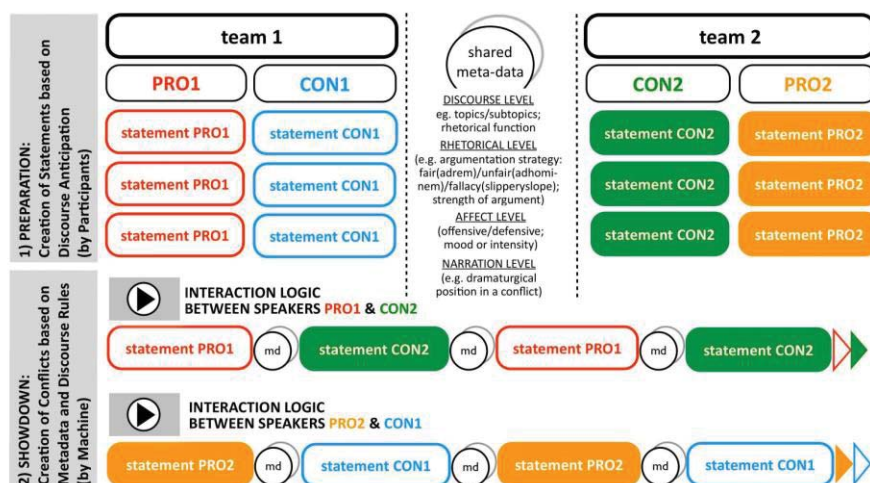 1) PREPARATION:
Creation of Statements based on
Discourse Anticipation
(by Participants)
team 1
PRO1
CON1
statement PRO1
statement CON1
statement PRO1
statement CON1
statement PRO1
statement CON1
shared
meta-data
DISCOURSE LEVEL
eg. topics/subtopics;
rhetorical function
RHETORICAL LEVEL
(e.g. argumentation strategy:
fair(adrem)/unfair(adhomi-
nem)/fallacy(slipperyslope);
strength of argument)
AFFECT LEVEL
(offensive/defensive;
mood or intensity)
NARRATION LEVEL
(e.g. dramaturgical
position in a conflict)
team 2
CON2
PRO2
statement CON2
statement PRO2
statement CON2
statement PRO2
statement CON2
statement PRO2
2) SHOWDOWN:
Creation of Conflicts based on
Metadata and Discourse Rules
(by Machine)
INTERACTION LOGIC
BETWEEN SPEAKERS PRO1 & CON2
statement PRO1
md
statement CON2
md
statement PRO1
md
statement CON2
INTERACTION LOGIC
BETWEEN SPEAKERS PRO2 & CON1
statement PRO2
md
statement CON1
md
statement PRO2
md
statement CON1